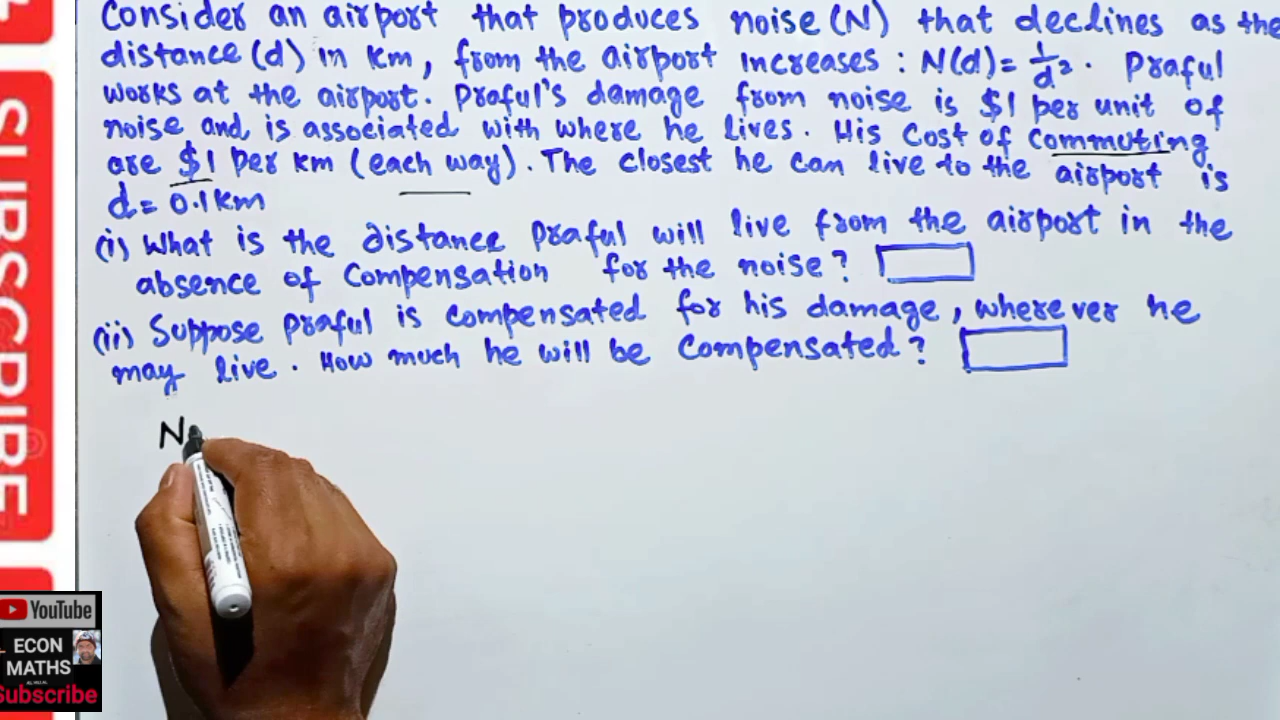 Consider an airport that produces noise (N) that declines as the
distance (d) in Km, from the airport increases : N(d) = 1/d². Praful
works at the airport. Praful's damage from noise is $1 per unit of
noise and is associated with where he lives. His Cost of Commuting
are $1 per km (each way). The closest he can live to the airport is
d = 0.1Km
(i) What is the distance Praful will live from the airport in the
absence of Compensation for the noise?
(ii) Suppose Praful is compensated for his damage, where ver he
may live. How much he will be Compensated?
N
SUBSCRIBE
YouTube
ECON
MATHS
Subscribe